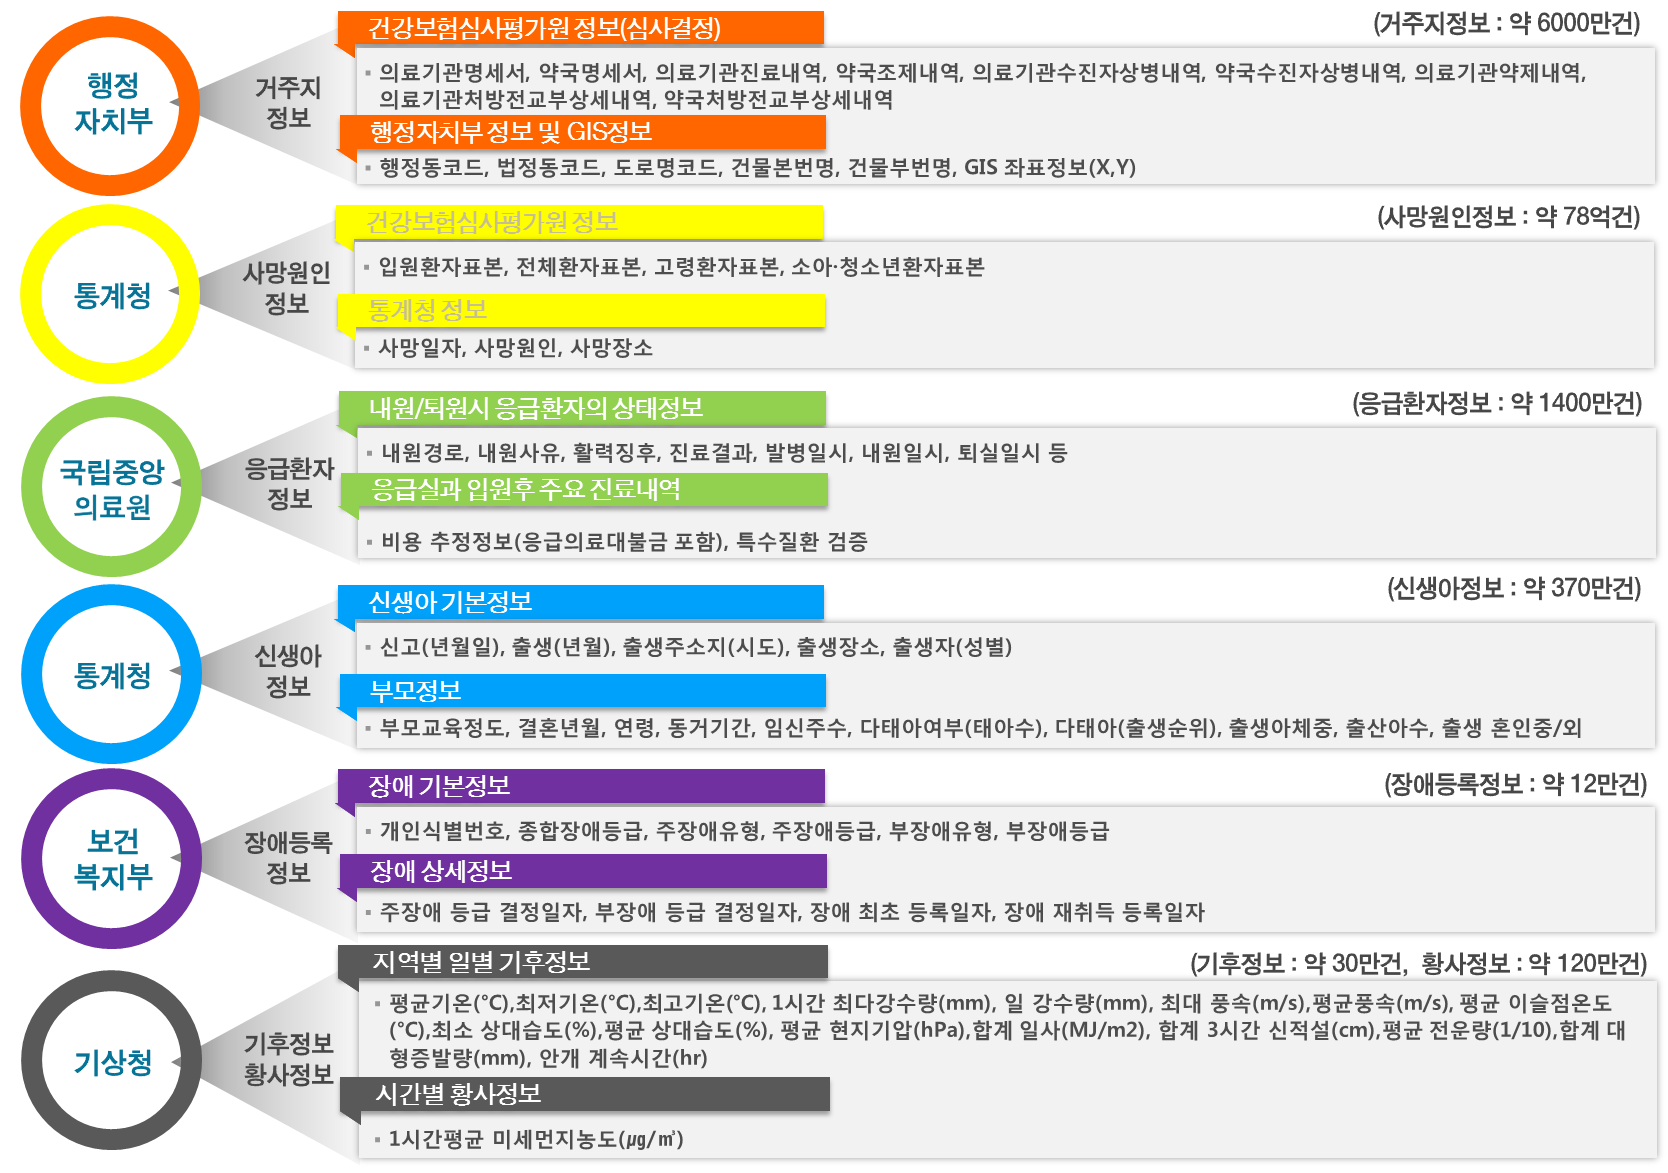 행정
자치부
거주지
정보
건강보험심사평가원 정보(심사결정)
(거주지정보 : 약 6000만건)
▪ 의료기관명세서, 약국명세서, 의료기관진료내역, 약국조제내역, 의료기관수진자상병내역, 약국수진자상병내역, 의료기관약제내역,
의료기관처방전교부상세내역, 약국처방전교부상세내역
행정자치부 정보 및 GIS정보
▪ 행정동코드, 법정동코드, 도로명코드, 건물본번명, 건물부번명, GIS 좌표정보(X,Y)
통계청
사망원인
정보
건강보험심사평가원 정보
(사망원인정보 : 약 78억건)
▪ 입원환자표본, 전체환자표본, 고령환자표본, 소아·청소년환자표본
통계청 정보
▪ 사망일자, 사망원인, 사망장소
국립중앙
의료원
응급환자
정보
내원/퇴원시 응급환자의 상태정보
(응급환자정보 : 약 1400만건)
▪ 내원경로, 내원사유, 활력징후, 진료결과, 발병일시, 내원일시, 퇴실일시 등
응급실과 입원후 주요 진료내역
▪ 비용 추정정보(응급의료대불금 포함), 특수질환 검증
통계청
신생아
정보
신생아 기본정보
(신생아정보 : 약 370만건)
▪ 신고(년월일), 출생(년월), 출생주소지(시도), 출생장소, 출생자(성별)
부모정보
▪ 부모교육정도, 결혼년월, 연령, 동거기간, 임신주수, 다태아여부(태아수), 다태아(출생순위), 출생아체중, 출산아수, 출생 혼인중/외
보건
복지부
장애등록
정보
장애 기본정보
(장애등록정보 : 약 12만건)
▪ 개인식별번호, 종합장애등급, 주장애유형, 주장애등급, 부장애유형, 부장애등급
장애 상세정보
▪ 주장애 등급 결정일자, 부장애 등급 결정일자, 장애 최초 등록일자, 장애 재취득 등록일자
기상청
기후정보
황사정보
지역별 일별 기후정보
(기후정보 : 약 30만건, 황사정보 : 약 120만건)
▪ 평균기온(°C),최저기온(°C),최고기온(°C), 1시간 최다강수량(mm), 일 강수량(mm), 최대 풍속(m/s),평균풍속(m/s), 평균 이슬점온도
(°C),최소 상대습도(%),평균 상대습도(%), 평균 현지기압(hPa),합계 일사(MJ/m2), 합계 3시간 신적설(cm),평균 전운량(1/10),합계 대
형증발량(mm), 안개 계속시간(hr)
시간별 황사정보
▪ 1시간평균 미세먼지농도(㎍/㎥)